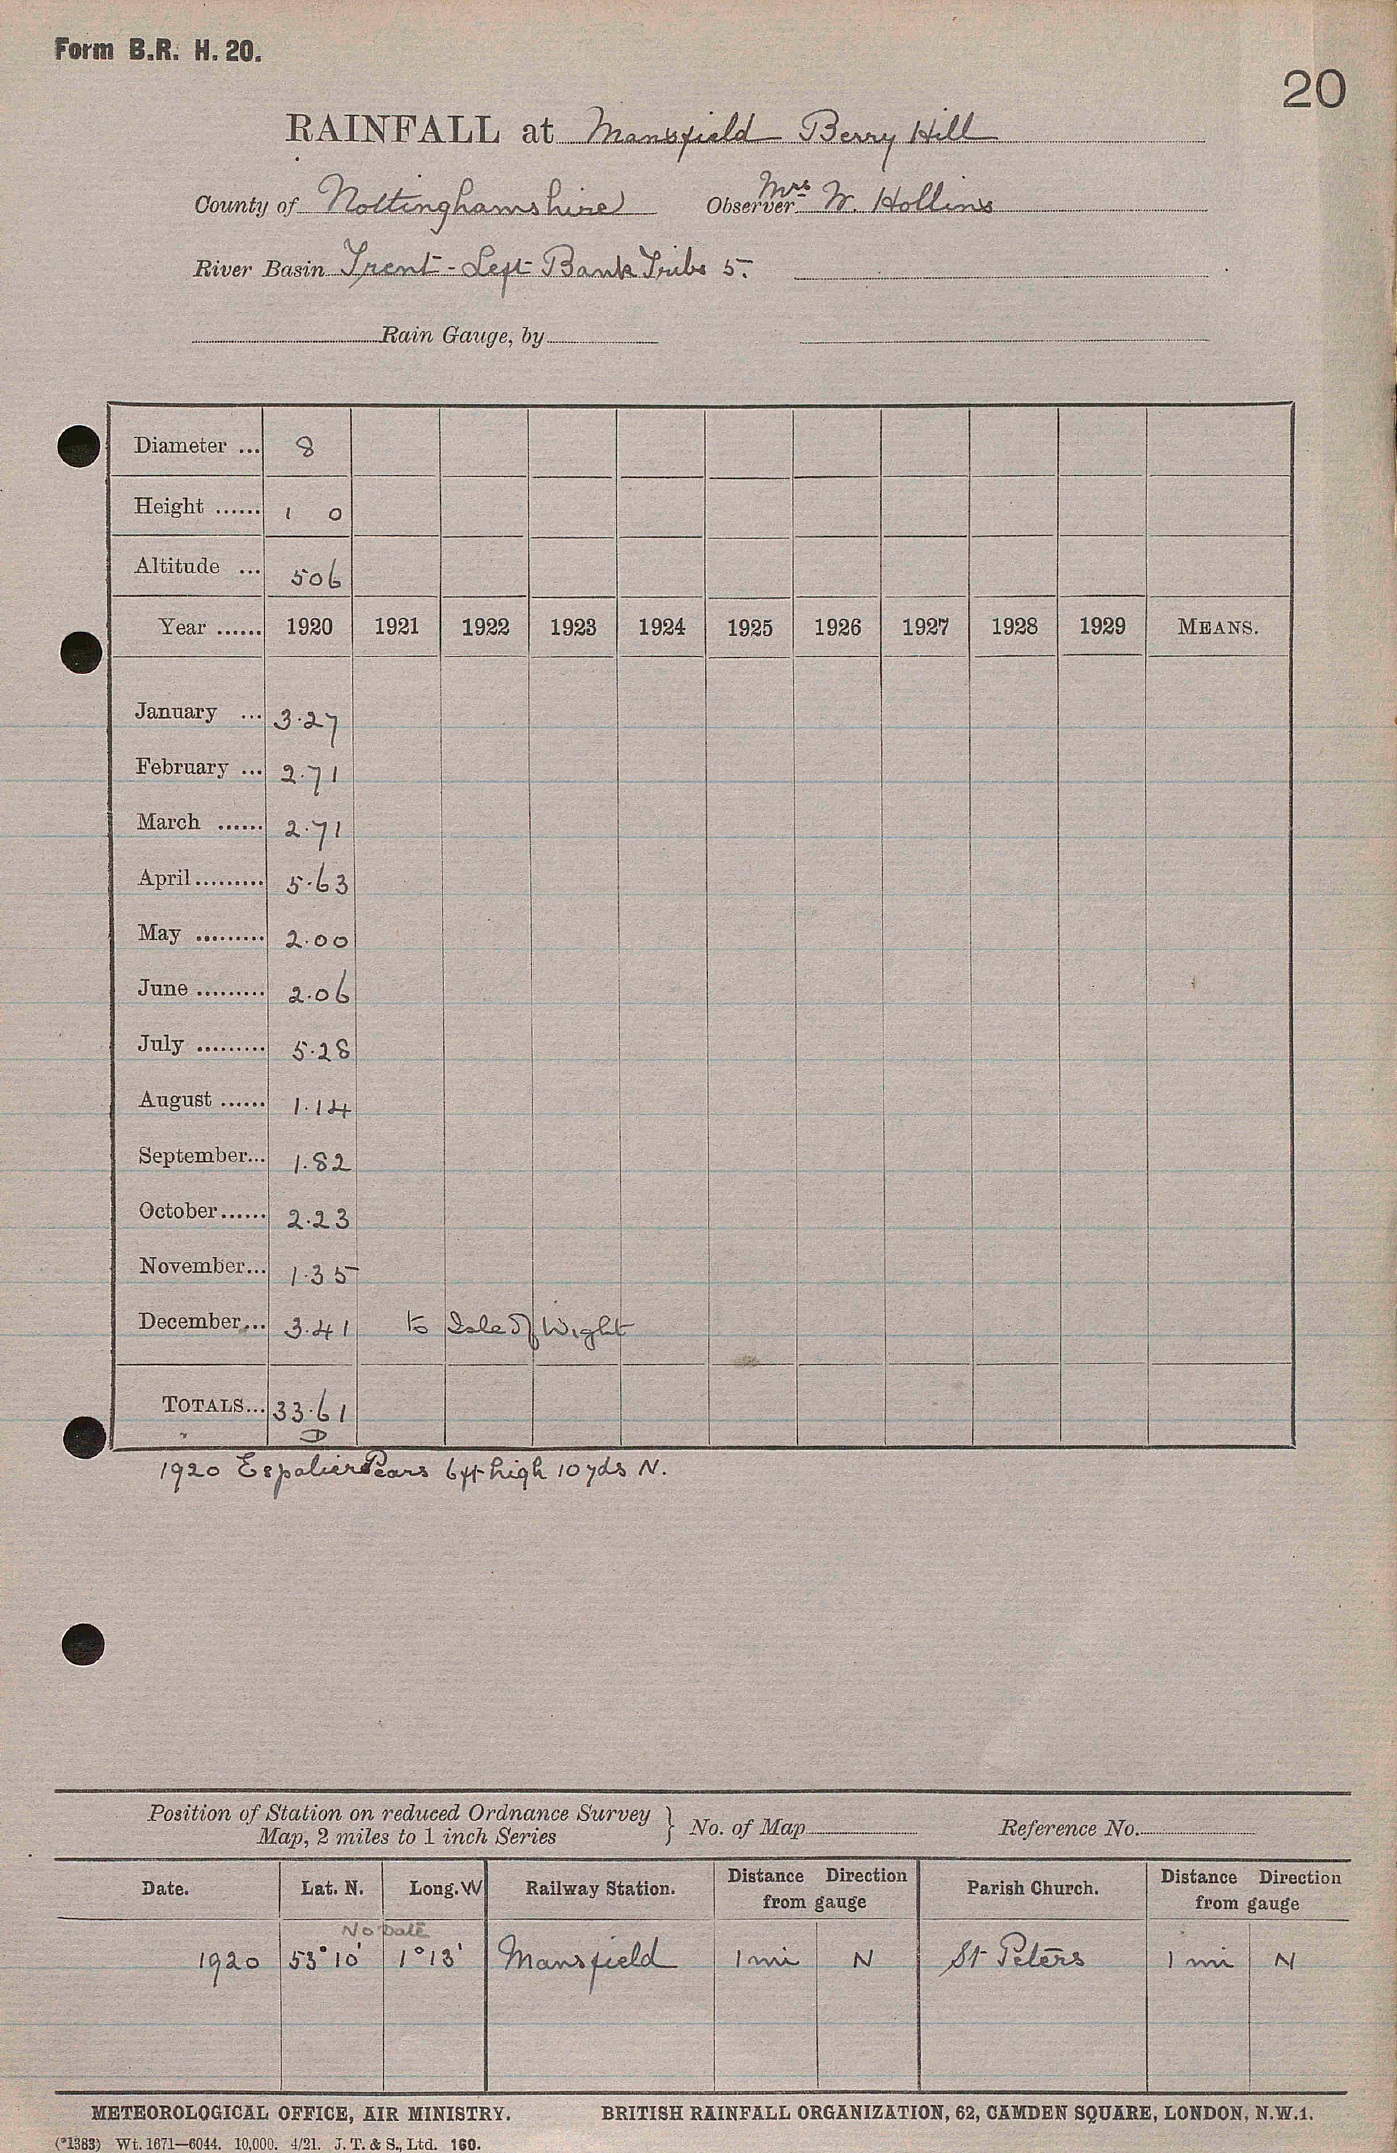 Form B.R. H. 20.
20
RAINFALL at Mansfield Berry Hill
County of Nottinghamshire Observer Mrs W. Hollins
River Basin Trent - Left Bank Tribs 5.
Rain Gauge, by
Diameter ... 8
Height ...... 1 0
Altitude ... 506
Year ...... 1920 1921 1922 1923 1924 1925 1926 1927 1928 1929 MEANS.
January ... 3.27
February ... 2.71
March ...... 2.71
April......... 5.63
May ......... 2.00
June ......... 2.06
July ......... 5.28
August ...... 1.14
September... 1.82
October...... 2.23
November... 1.35
December... 3.41 to Isle of Wight
TOTALS... 33.61
D
1920 Espalier Pears 6ft high 10yds N.
Position of Station on reduced Ordnance Survey
Map, 2 miles to 1 inch Series } No. of Map Reference No.
Date. Lat. N. Long. W Railway Station. Distance Direction from gauge Parish Church. Distance Direction from gauge
No Date
1920 53° 10' 1° 13' Mansfield 1 mi N St Peters 1 mi N
METEOROLOGICAL OFFICE, AIR MINISTRY. BRITISH RAINFALL ORGANIZATION, 62, CAMDEN SQUARE, LONDON, N.W.1.
(*1383) Wt. 1671—6044. 10,000. 4/21. J. T. & S., Ltd. 160.